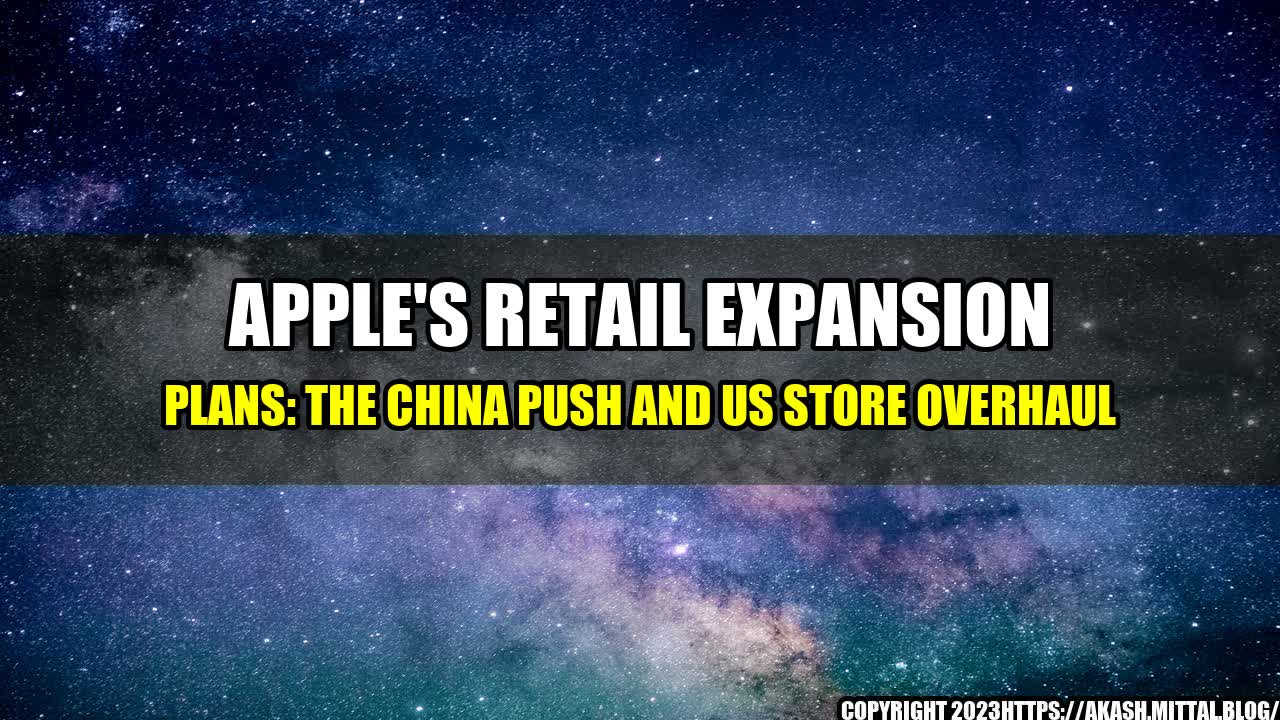 APPLE'S RETAIL EXPANSION
PLANS: THE CHINA PUSH AND US STORE OVERHAUL
COPYRIGHT 2023HTTPS://AKASH.MITTAL.BLOG/